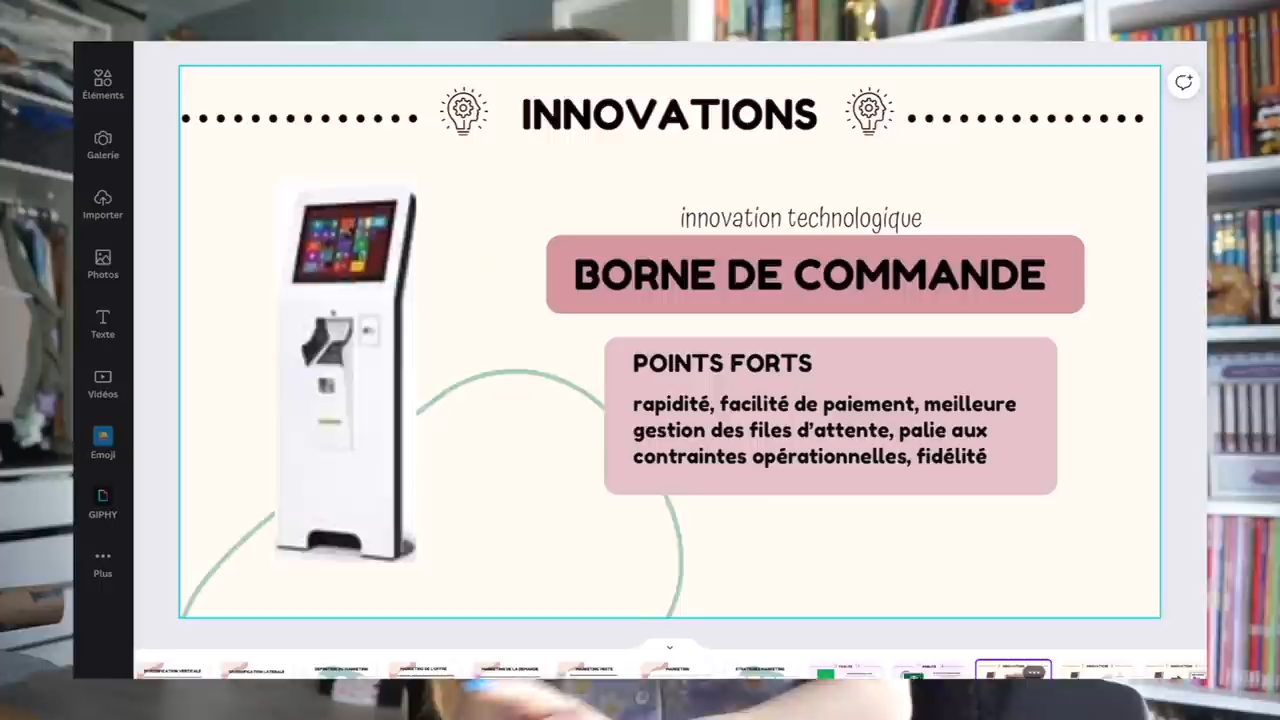 INNOVATIONS
innovation technologique
BORNE DE COMMANDE
POINTS FORTS
rapidité, facilité de paiement, meilleure
gestion des files d'attente, palie aux
contraintes opérationnelles, fidélité
Éléments
Galerie
Importer
Photos
Texte
Vidéos
Emoji
GIPHY
Plus